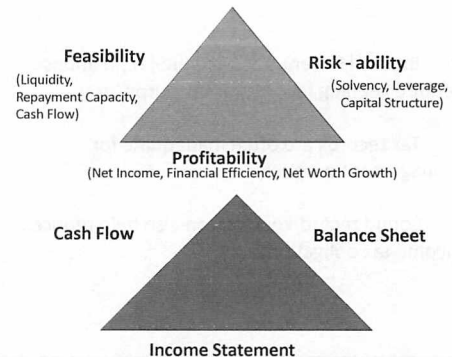 Feasibility
(Liquidity,
Repayment Capacity,
Cash Flow)
Risk - ability
(Solvency, Leverage,
Capital Structure)
Profitability
(Net Income, Financial Efficiency, Net Worth Growth)
Cash Flow
Balance Sheet
Income Statement